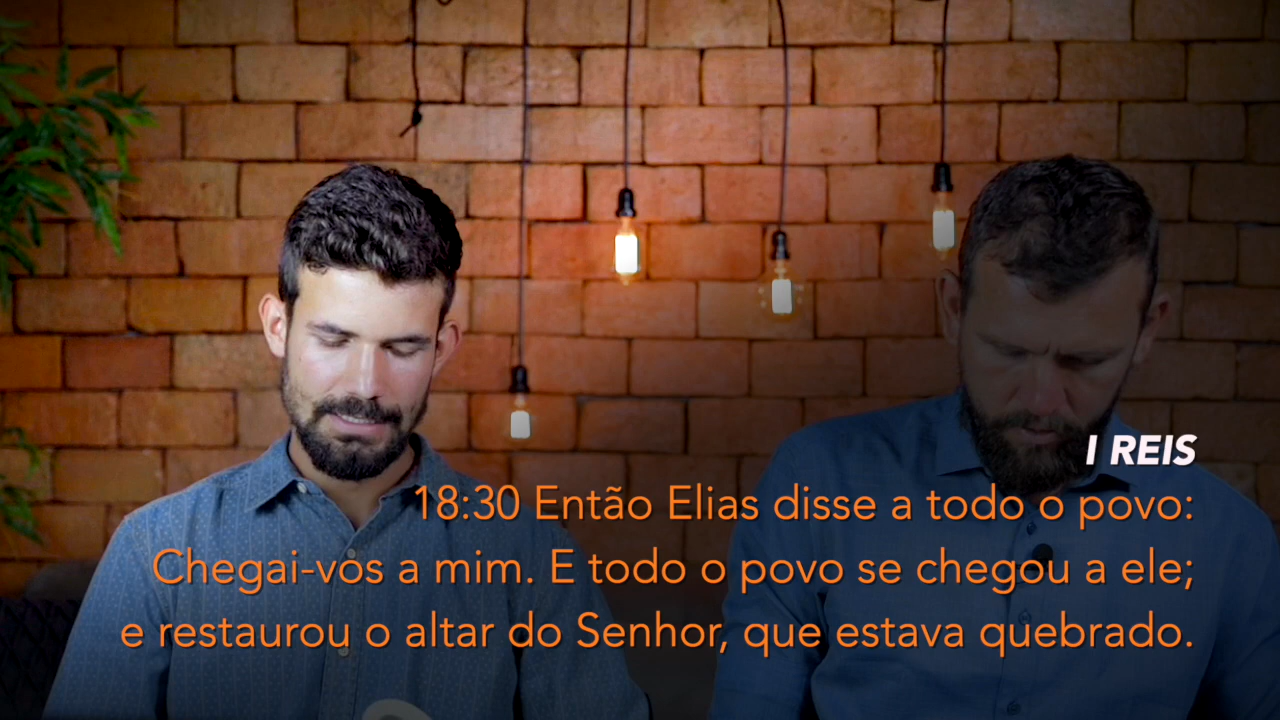 I REIS
18:30 Então Elias disse a todo o povo:
Chegai-vos a mim. E todo o povo se chegou a ele;
e restaurou o altar do Senhor, que estava quebrado.